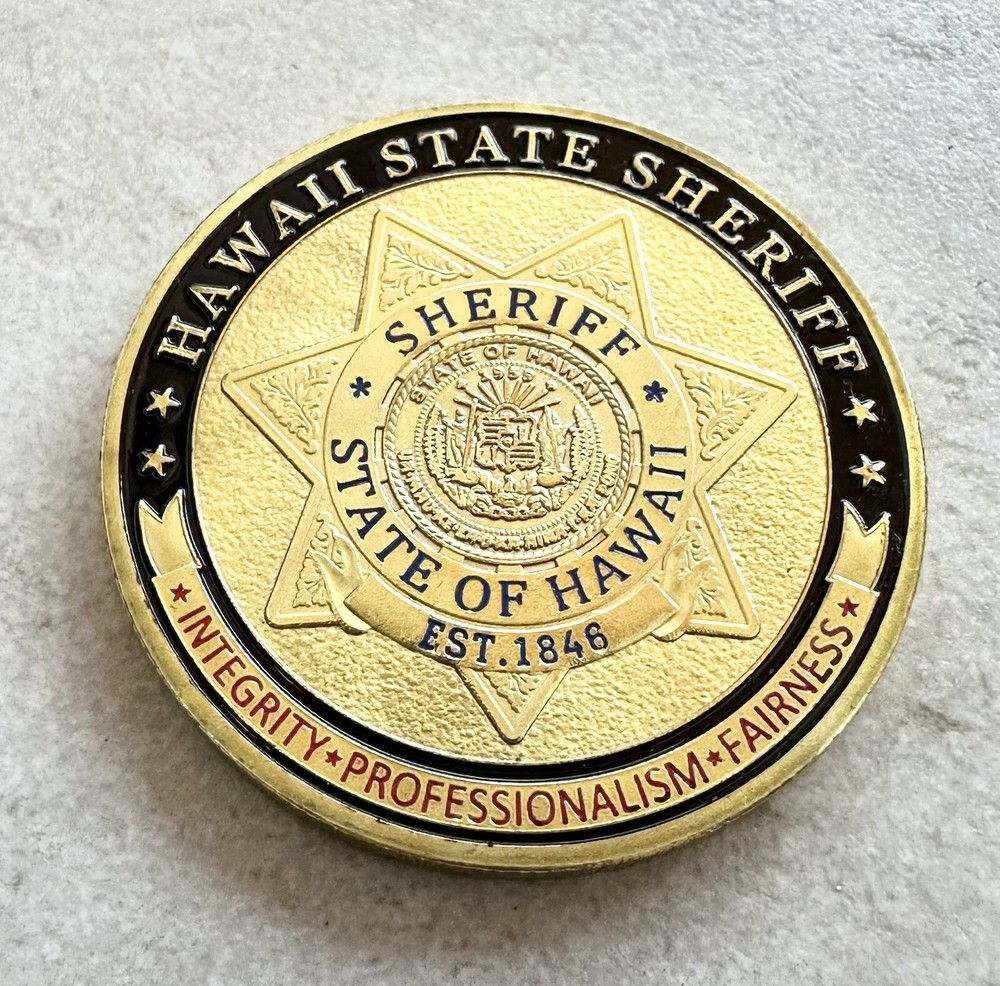 HAWAII STATE SHERIFF
SHERIFF
STATE OF HAWAII
STATE OF HAWAII
EST.1846
INTEGRITY★PROFESSIONALISM★FAIRNESS